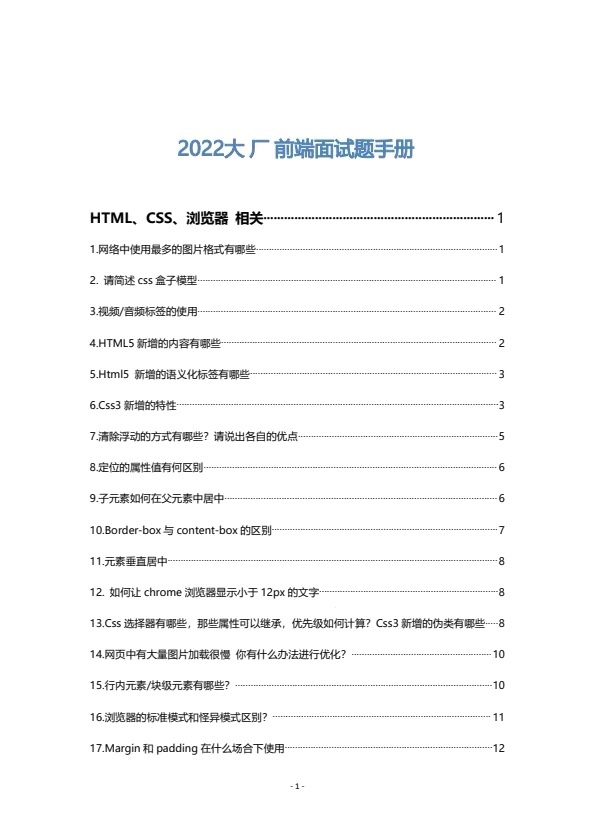 2022大 厂 前端面试题手册
HTML、CSS、浏览器 相关 1
1.网络中使用最多的图片格式有哪些 1
2. 请简述 css 盒子模型 1
3.视频/音频标签的使用 2
4.HTML5 新增的内容有哪些 2
5.Html5 新增的语义化标签有哪些 3
6.Css3 新增的特性 3
7.清除浮动的方式有哪些？请说出各自的优点 5
8.定位的属性值有何区别 6
9.子元素如何在父元素中居中 6
10.Border-box 与 content-box 的区别 7
11.元素垂直居中 8
12. 如何让 chrome 浏览器显示小于 12px 的文字 8
13.Css 选择器有哪些，那些属性可以继承，优先级如何计算？Css3 新增的伪类有哪些 8
14.网页中有大量图片加载很慢 你有什么办法进行优化？ 10
15.行内元素/块级元素有哪些？ 10
16.浏览器的标准模式和怪异模式区别？ 11
17.Margin 和 padding 在什么场合下使用 12
- 1 -